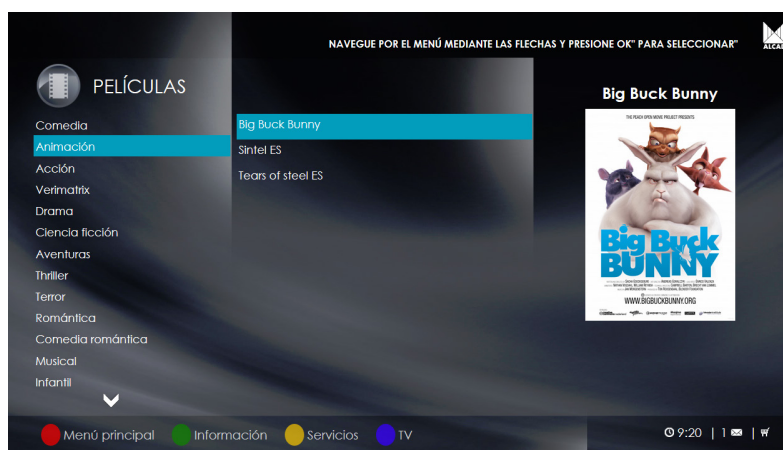 NAVEGUE POR EL MENÚ MEDIANTE LAS FLECHAS Y PRESIONE OK" PARA SELECCIONAR"
PELÍCULAS
Comedia
Animación
Acción
Verimatrix
Drama
Ciencia ficción
Aventuras
Thriller
Terror
Romántica
Comedia romántica
Musical
Infantil
Big Buck Bunny
Sintel ES
Tears of steel ES
Big Buck Bunny
THE PEACH OPEN MOVIE PROJECT PRESENTS
Big Buck
BUNNY
WWW.BIGBUCKBUNNY.ORG
Menú principal
Información
Servicios
TV
9:20 | 1 |